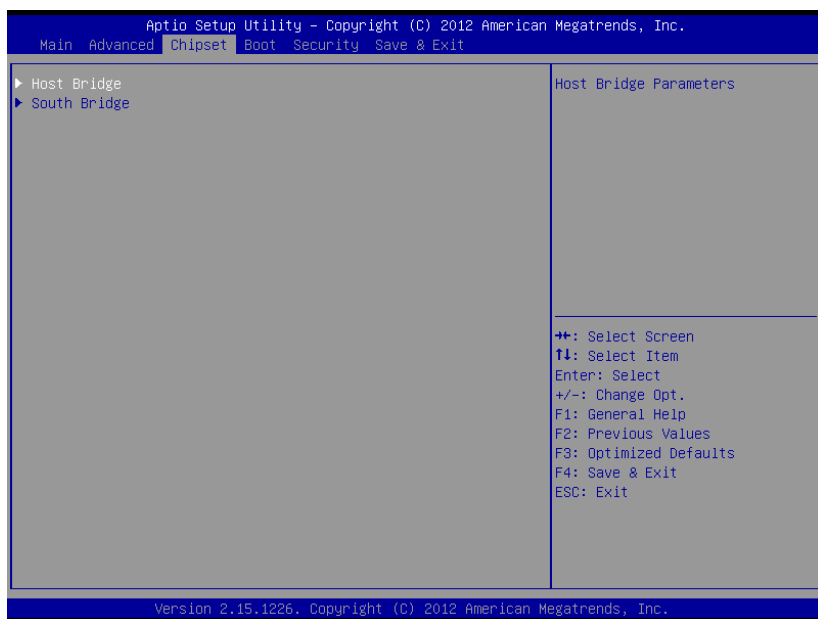 Aptio Setup Utility – Copyright (C) 2012 American Megatrends, Inc.
Main Advanced Chipset Boot Security Save & Exit
▶ Host Bridge
▶ South Bridge
Host Bridge Parameters
→←: Select Screen
↑↓: Select Item
Enter: Select
+/-: Change Opt.
F1: General Help
F2: Previous Values
F3: Optimized Defaults
F4: Save & Exit
ESC: Exit
Version 2.15.1226. Copyright (C) 2012 American Megatrends, Inc.